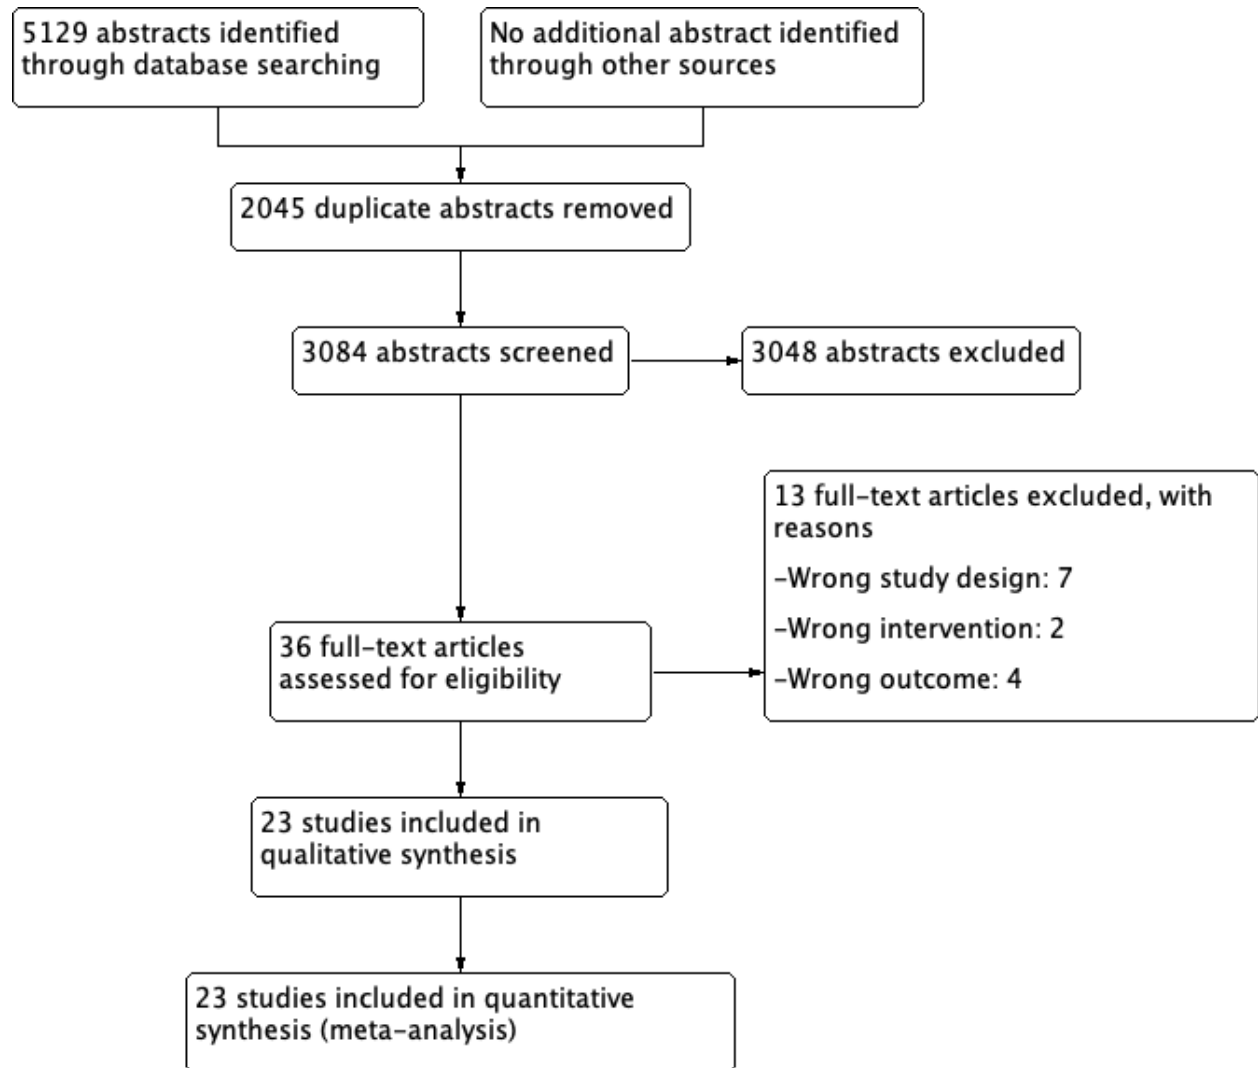 5129 abstracts identified
through database searching
No additional abstract identified
through other sources
2045 duplicate abstracts removed
3084 abstracts screened
3048 abstracts excluded
13 full-text articles excluded, with
reasons
-Wrong study design: 7
-Wrong intervention: 2
-Wrong outcome: 4
36 full-text articles
assessed for eligibility
23 studies included in
qualitative synthesis
23 studies included in quantitative
synthesis (meta-analysis)